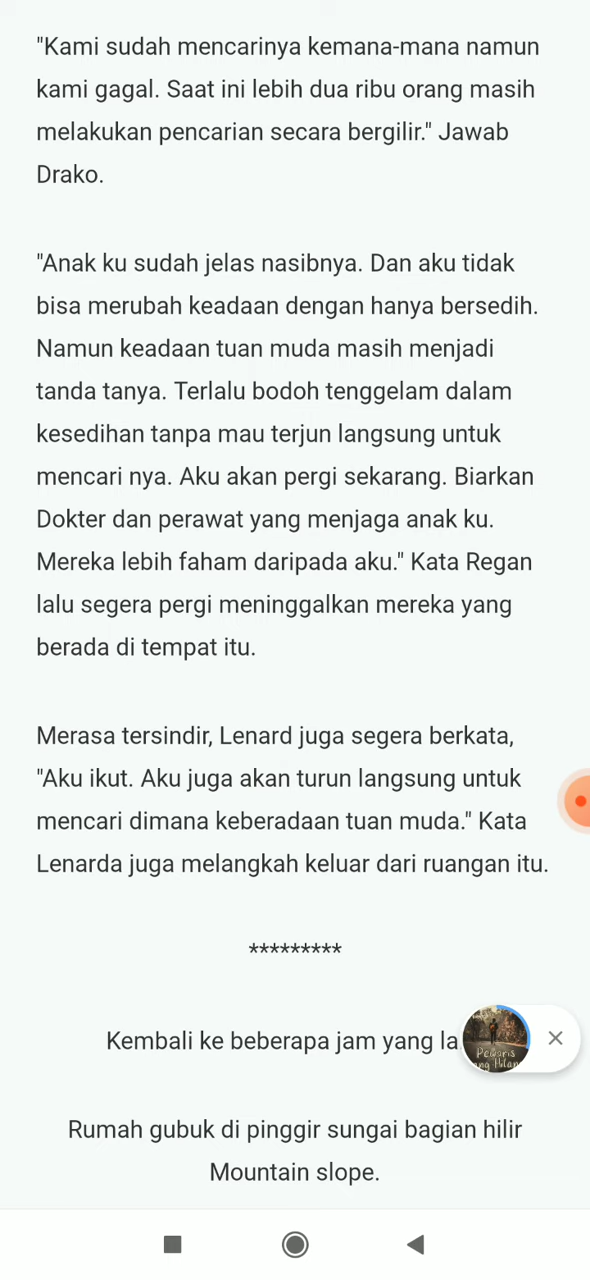 "Kami sudah mencarinya kemana-mana namun
kami gagal. Saat ini lebih dua ribu orang masih
melakukan pencarian secara bergilir." Jawab
Drako.
"Anak ku sudah jelas nasibnya. Dan aku tidak
bisa merubah keadaan dengan hanya bersedih.
Namun keadaan tuan muda masih menjadi
tanda tanya. Terlalu bodoh tenggelam dalam
kesedihan tanpa mau terjun langsung untuk
mencari nya. Aku akan pergi sekarang. Biarkan
Dokter dan perawat yang menjaga anak ku.
Mereka lebih faham daripada aku." Kata Regan
lalu segera pergi meninggalkan mereka yang
berada di tempat itu.
Merasa tersindir, Lenard juga segera berkata,
"Aku ikut. Aku juga akan turun langsung untuk
mencari dimana keberadaan tuan muda." Kata
Lenarda juga melangkah keluar dari ruangan itu.
*********
Kembali ke beberapa jam yang la
Pewaris
ng Hilan
Rumah gubuk di pinggir sungai bagian hilir
Mountain slope.